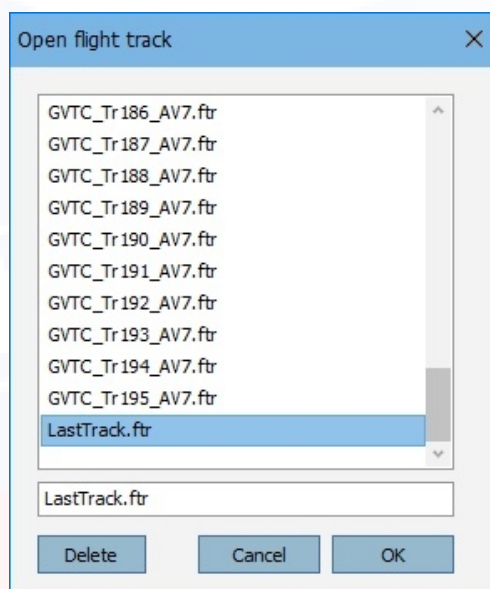 Open flight track
GVTC_Tr186_AV7.ftr
GVTC_Tr187_AV7.ftr
GVTC_Tr188_AV7.ftr
GVTC_Tr189_AV7.ftr
GVTC_Tr190_AV7.ftr
GVTC_Tr191_AV7.ftr
GVTC_Tr192_AV7.ftr
GVTC_Tr193_AV7.ftr
GVTC_Tr194_AV7.ftr
GVTC_Tr195_AV7.ftr
LastTrack.ftr
LastTrack.ftr
Delete Cancel OK